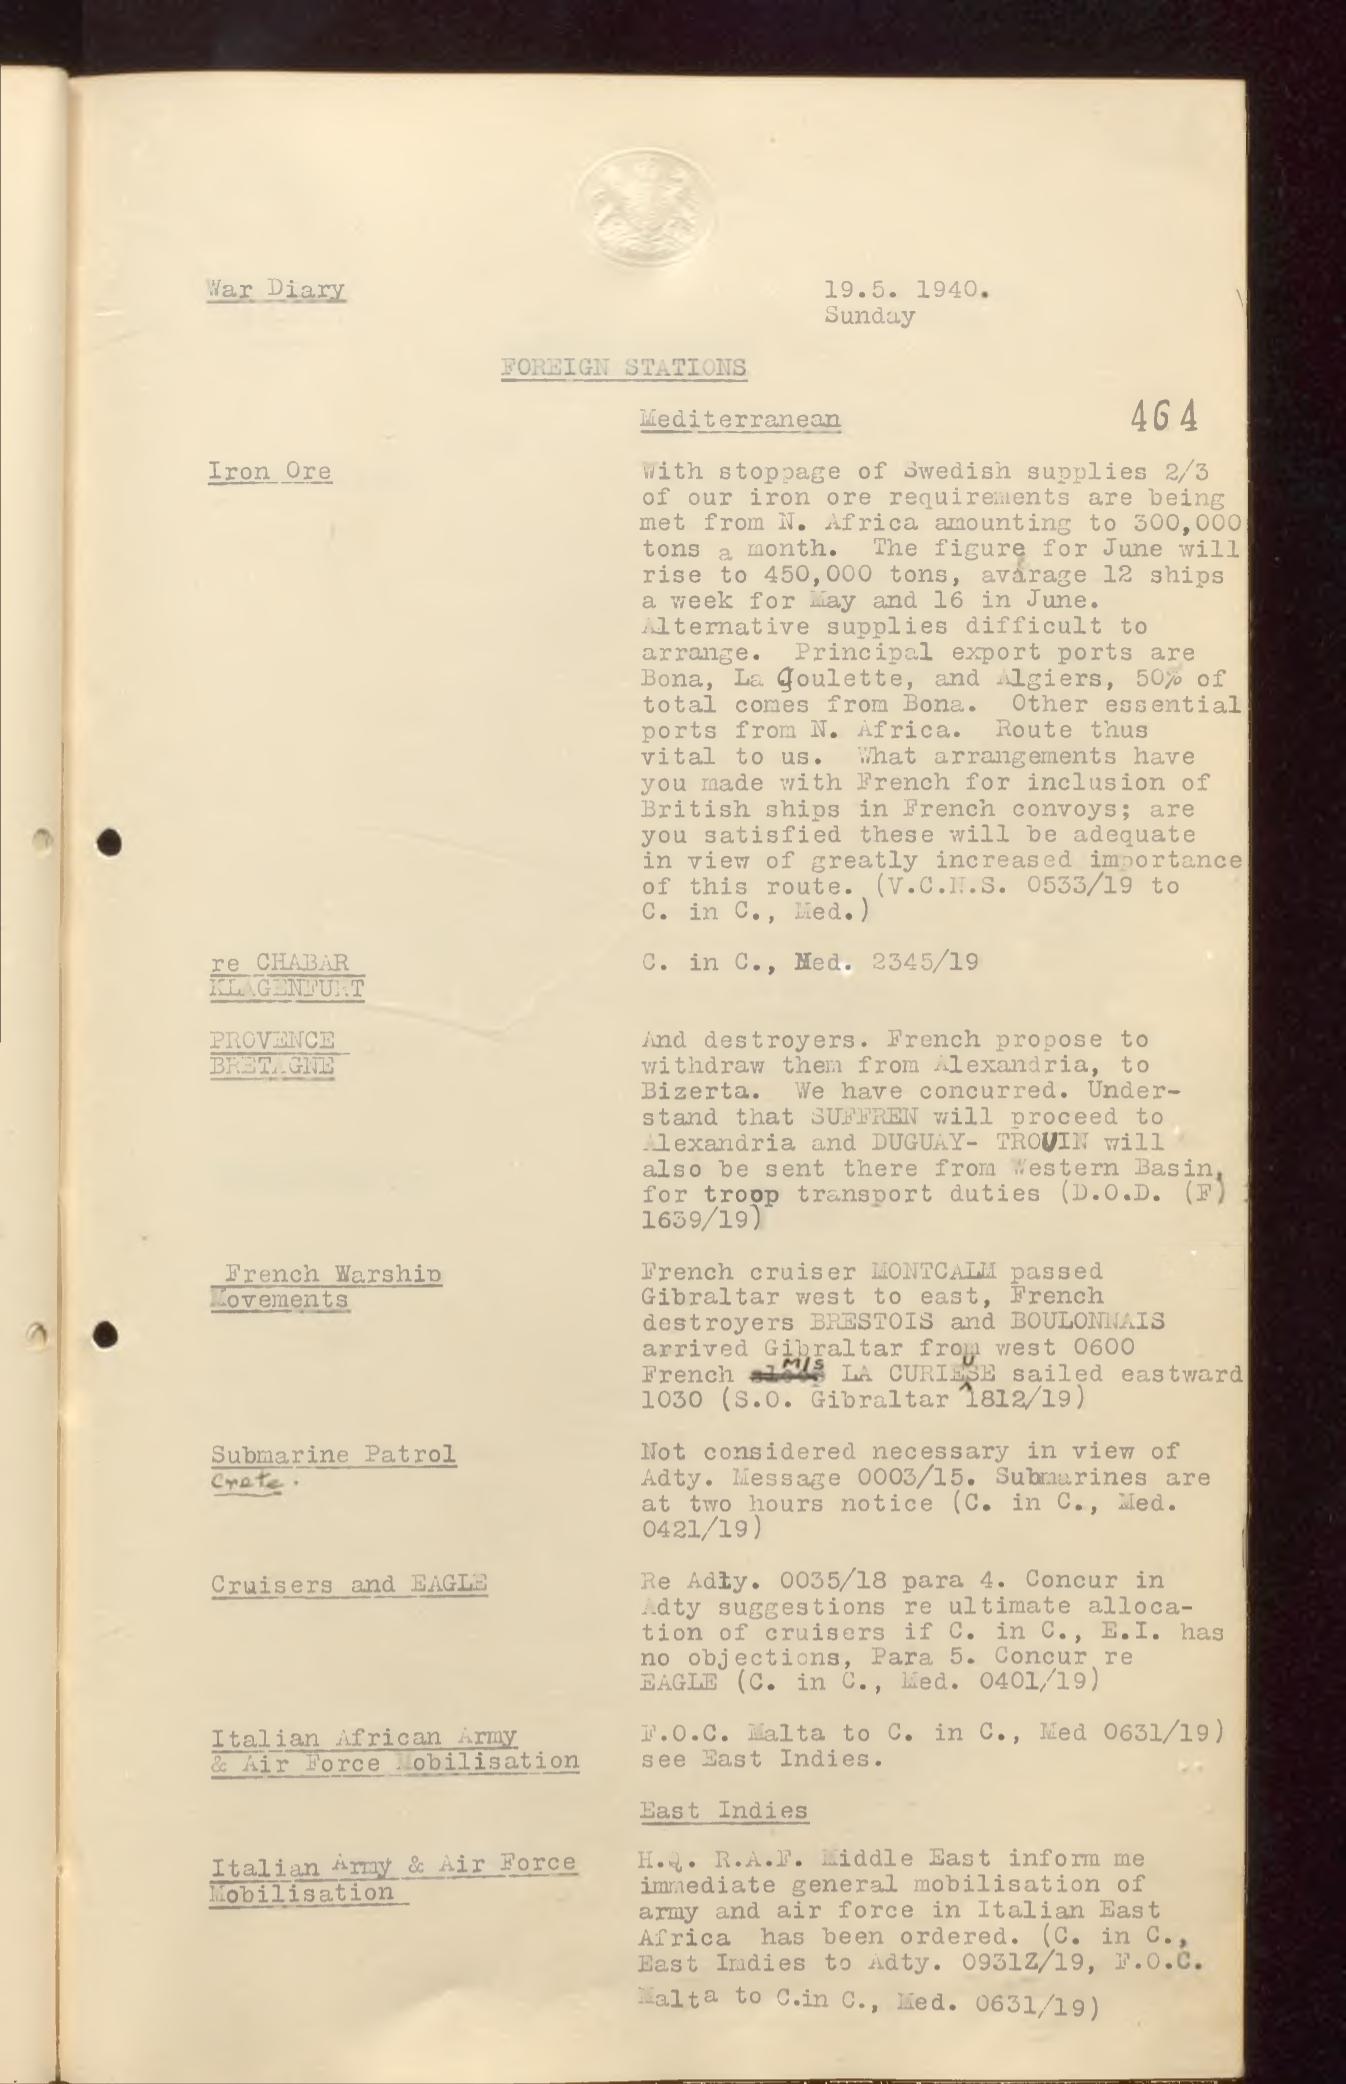 War Diary
19.5. 1940.
Sunday
FOREIGN STATIONS
Mediterranean
464
Iron Ore
With stoppage of Swedish supplies 2/3
of our iron ore requirements are being
met from N. Africa amounting to 300,000
tons a month. The figure for June will
rise to 450,000 tons, avarage 12 ships
a week for May and 16 in June.
Alternative supplies difficult to
arrange. Principal export ports are
Bona, La Goulette, and Algiers, 50% of
total comes from Bona. Other essential
ports from N. Africa. Route thus
vital to us. What arrangements have
you made with French for inclusion of
British ships in French convoys; are
you satisfied these will be adequate
in view of greatly increased importance
of this route. (V.C.N.S. 0533/19 to
C. in C., Med.)
re CHABAR
KLAGENFURT
C. in C., Med. 2345/19
PROVENCE
BRETAGNE
And destroyers. French propose to
withdraw them from Alexandria, to
Bizerta. We have concurred. Under-
stand that SUFFREN will proceed to
Alexandria and DUGUAY- TROUIN will
also be sent there from Western Basin,
for troop transport duties (D.O.D. (F)
1639/19)
French Warship
Movements
French cruiser MONTCALM passed
Gibraltar west to east, French
destroyers BRESTOIS and BOULONNAIS
arrived Gibraltar from west 0600
French M/S LA CURIEUSE sailed eastward
1030 (S.O. Gibraltar 1812/19)
Submarine Patrol
Crete.
Not considered necessary in view of
Adty. Message 0003/15. Submarines are
at two hours notice (C. in C., Med.
0421/19)
Cruisers and EAGLE
Re Adty. 0035/18 para 4. Concur in
Adty suggestions re ultimate alloca-
tion of cruisers if C. in C., E.I. has
no objections, Para 5. Concur re
EAGLE (C. in C., Med. 0401/19)
Italian African Army
& Air Force Mobilisation
F.O.C. Malta to C. in C., Med 0631/19)
see East Indies.
East Indies
Italian Army & Air Force
Mobilisation
H.Q. R.A.F. Middle East inform me
immediate general mobilisation of
army and air force in Italian East
Africa has been ordered. (C. in C.,
East Indies to Adty. 0931Z/19, F.O.C.
Malta to C.in C., Med. 0631/19)